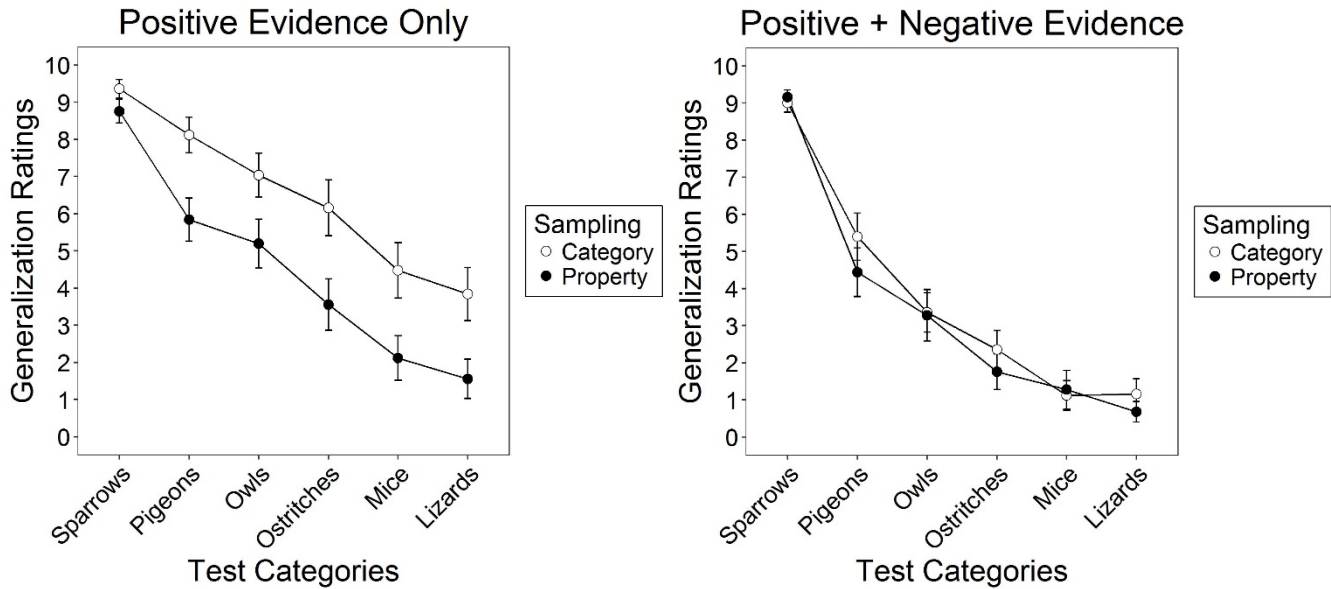 Positive Evidence Only
10
9
8
7
6
5
4
3
2
1
0
Generalization Ratings
Sparrows
Pigeons
Owls
Ostritches
Mice
Lizards
Test Categories
Sampling
Category
Property
Positive + Negative Evidence
10
9
8
7
6
5
4
3
2
1
0
Generalization Ratings
Sparrows
Pigeons
Owls
Ostritches
Mice
Lizards
Test Categories
Sampling
Category
Property